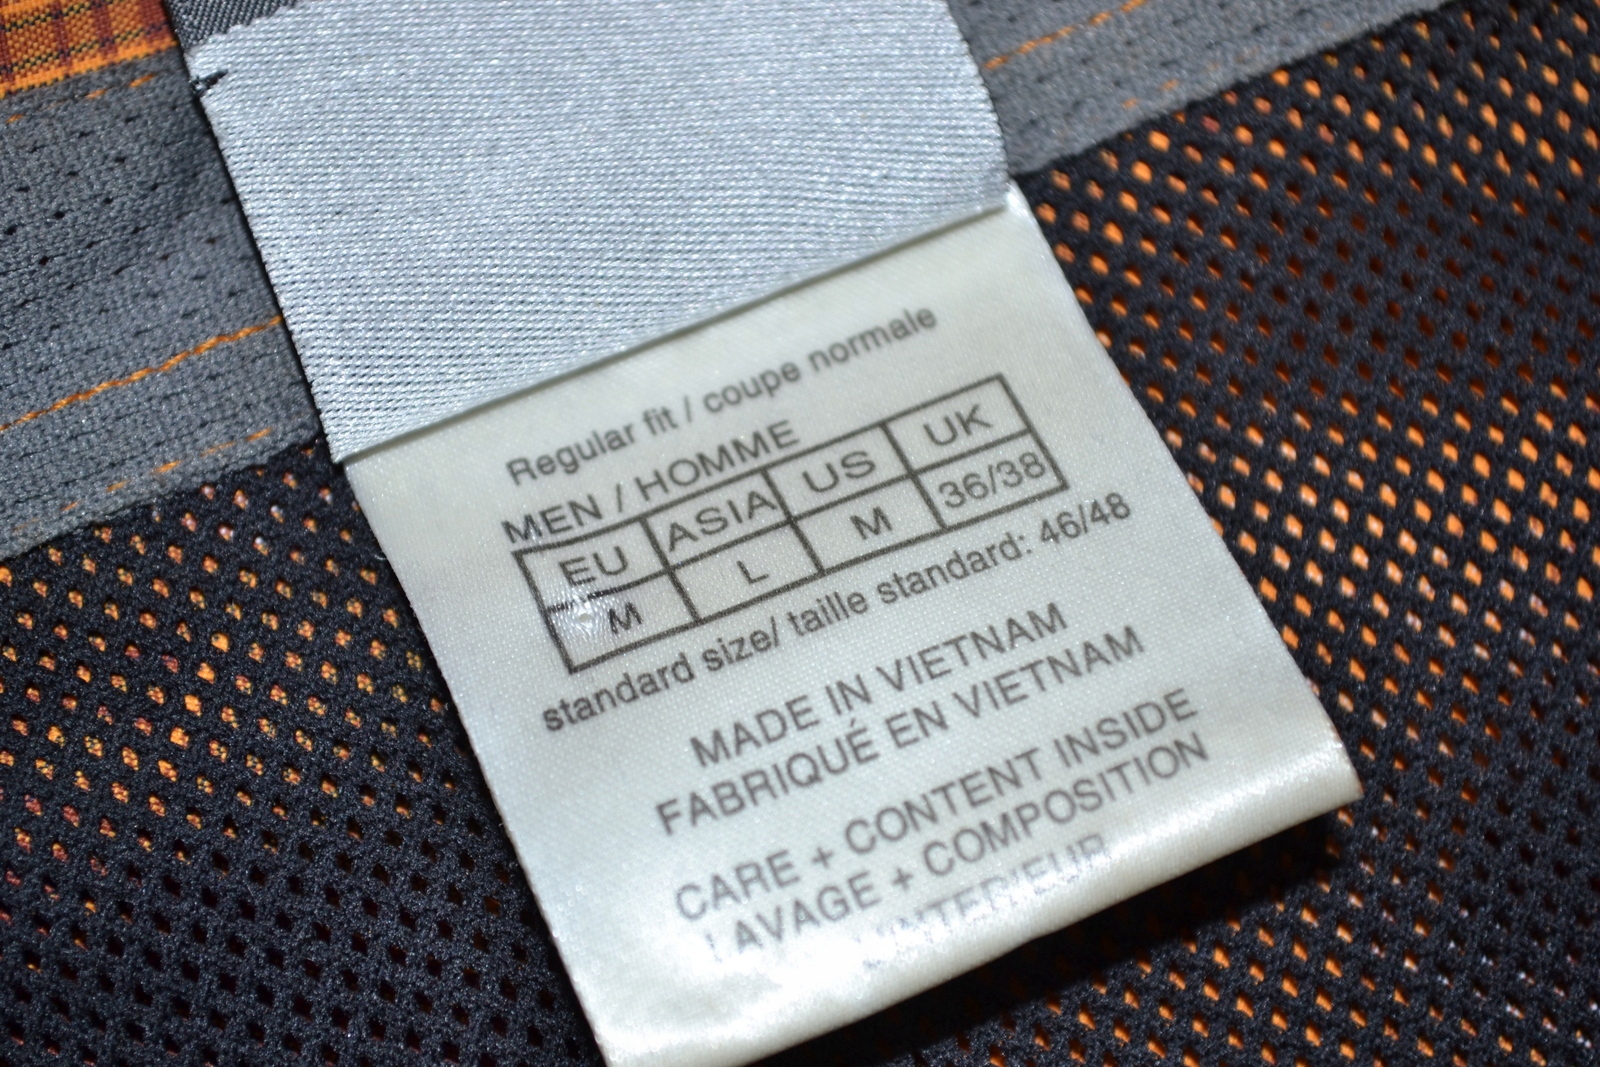 Regular fit / coupe normale
MEN / HOMME
EU ASIA US UK
M L M 36/38
standard size/ taille standard: 46/48
MADE IN VIETNAM
FABRIQUÉ EN VIETNAM
CARE + CONTENT INSIDE
LAVAGE + COMPOSITION
L'INTERIEUR